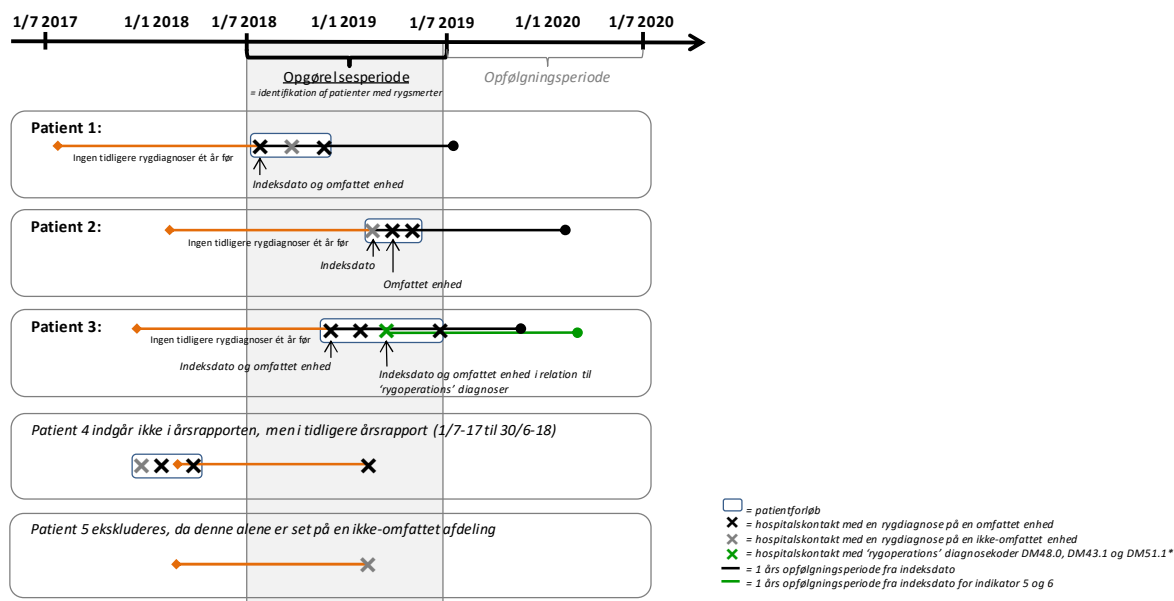 1/7 2017 1/1 2018 1/7 2018 1/1 2019 1/7 2019 1/1 2020 1/7 2020
Opgørelsesperiode
= identifikation af patienter med rygsmerter
Opfølgningsperiode
Patient 1:
Ingen tidligere rygdiagnoser ét år før
Indeksdato og omfattet enhed
Patient 2:
Ingen tidligere rygdiagnoser ét år før
Indeksdato
Omfattet enhed
Patient 3:
Ingen tidligere rygdiagnoser ét år før
Indeksdato og omfattet enhed
Indeksdato og omfattet enhed i relation til
'rygoperations' diagnoser
Patient 4 indgår ikke i årsrapporten, men i tidligere årsrapport (1/7-17 til 30/6-18)
Patient 5 ekskluderes, da denne alene er set på en ikke-omfattet afdeling
= patientforløb
= hospitalskontakt med en rygdiagnose på en omfattet enhed
= hospitalskontakt med en rygdiagnose på en ikke-omfattet enhed
= hospitalskontakt med 'rygoperations' diagnosekoder DM48.0, DM43.1 og DM51.1*
= 1 års opfølgningsperiode fra indeksdato
= 1 års opfølgningsperiode fra indeksdato for indikator 5 og 6